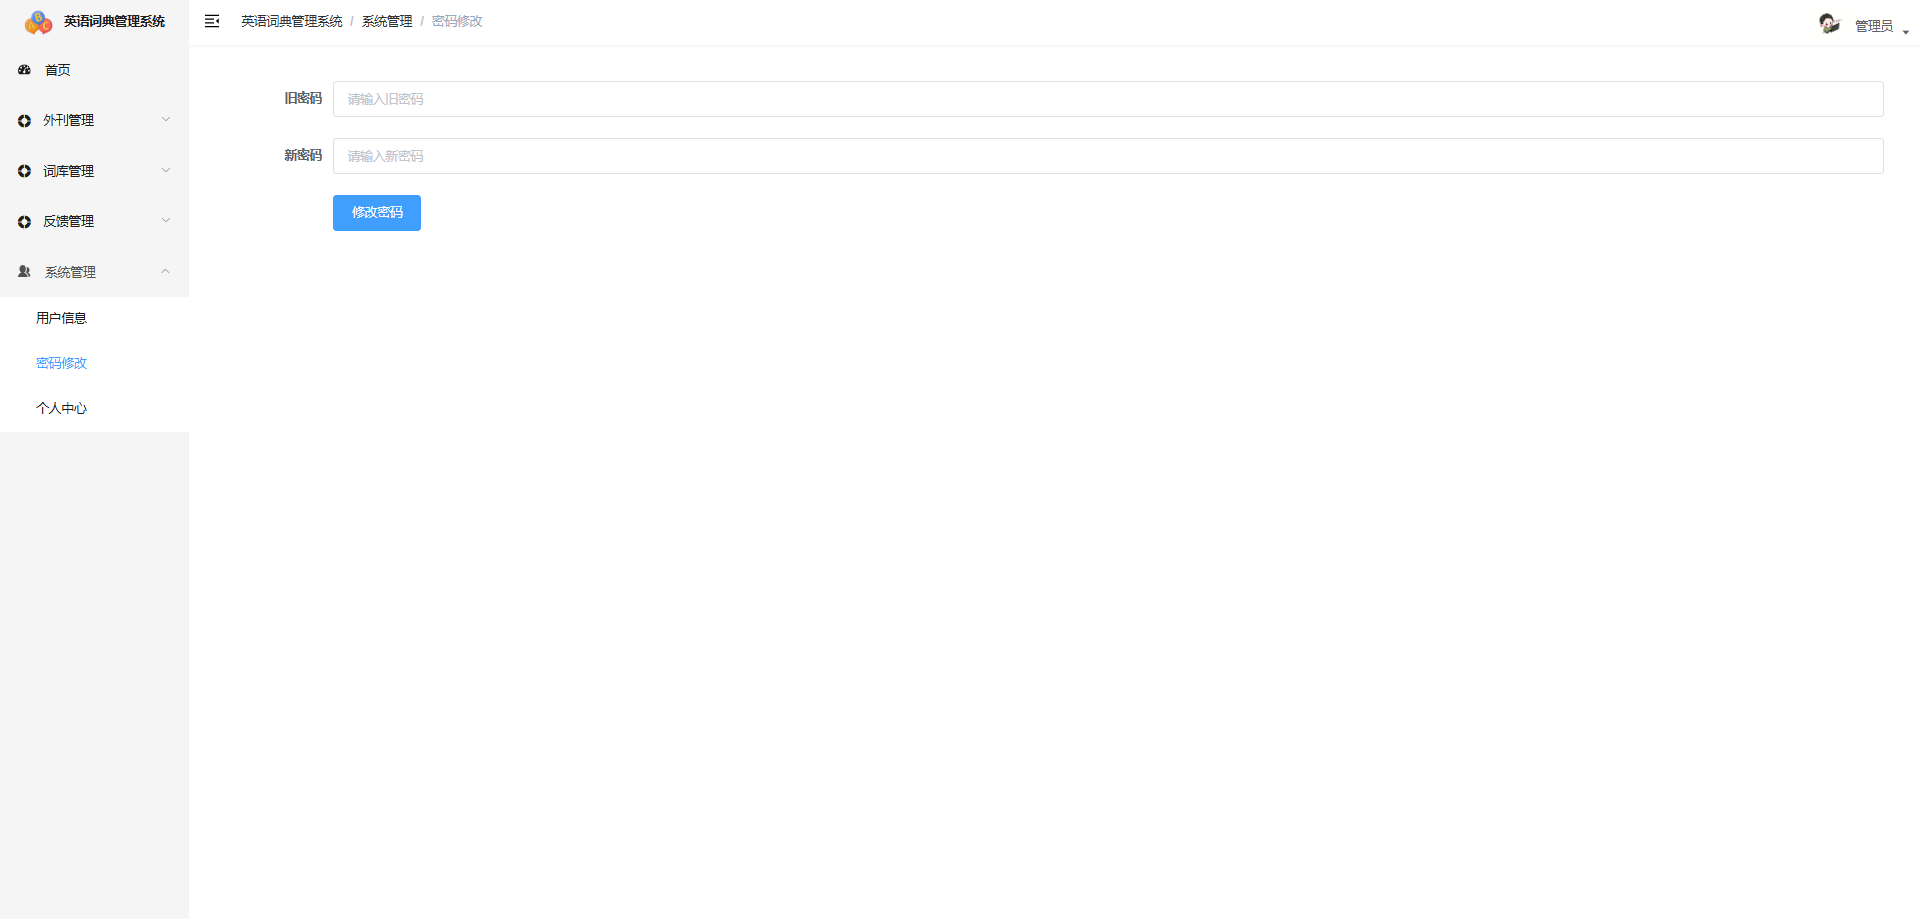 英语词典管理系统
英语词典管理系统 / 系统管理 / 密码修改
管理员
首页
外刊管理
词库管理
反馈管理
系统管理
用户信息
密码修改
个人中心
旧密码 请输入旧密码
新密码 请输入新密码
修改密码